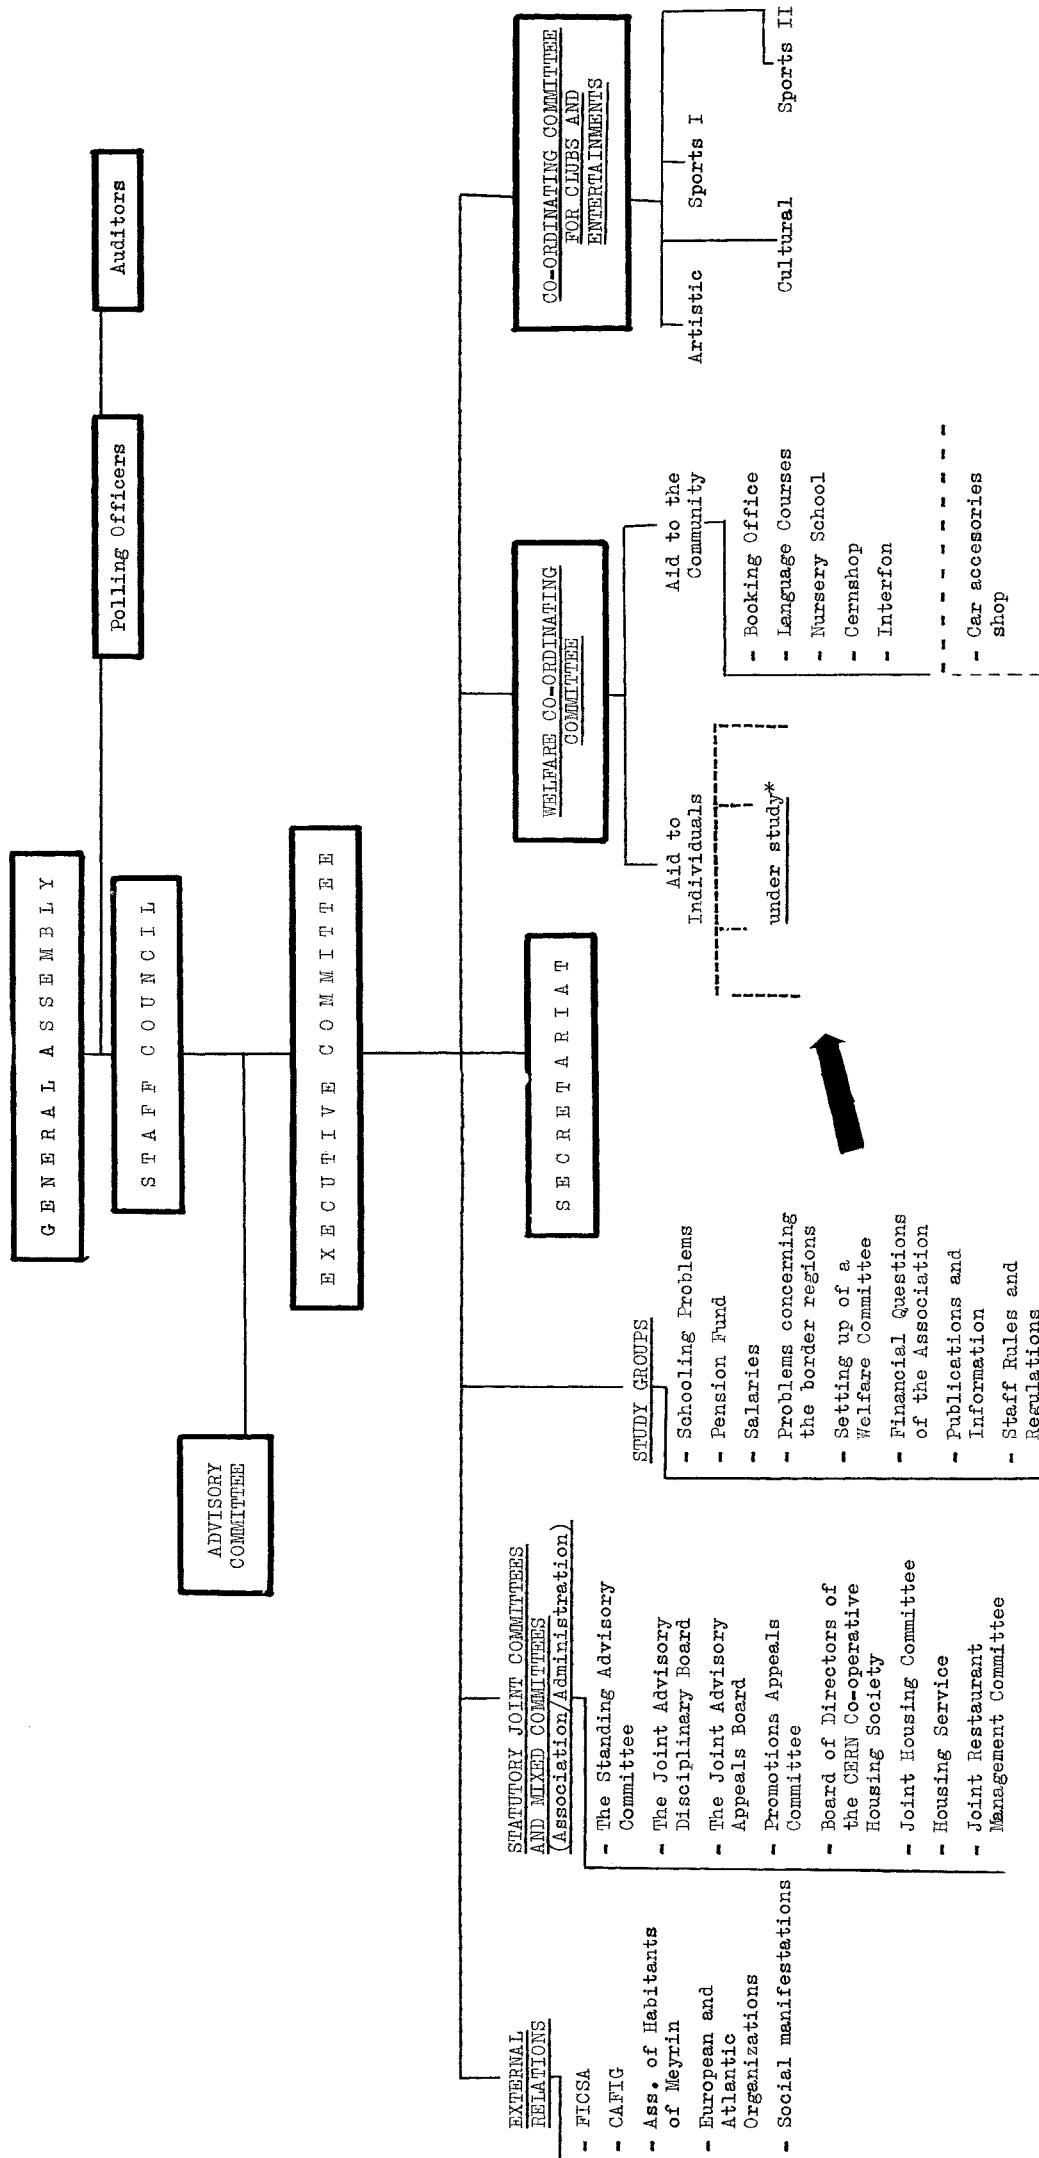 GENERAL ASSEMBLY
Polling Officers
Auditors
STAFF COUNCIL
ADVISORY
COMMITTEE
EXECUTIVE COMMITTEE
EXTERNAL
RELATIONS
- FICSA
- CAFIG
- Ass. of Habitants
of Meyrin
- European and
Atlantic
Organizations
- Social manifestations
STATUTORY JOINT COMMITTEES
AND MIXED COMMITTEES
(Association/Administration)
- The Standing Advisory
Committee
- The Joint Advisory
Disciplinary Board
- The Joint Advisory
Appeals Board
- Promotions Appeals
Committee
- Board of Directors of
the CERN Co-operative
Housing Society
- Joint Housing Committee
- Housing Service
- Joint Restaurant
Management Committee
STUDY GROUPS
- Schooling Problems
- Pension Fund
- Salaries
- Problems concerning
the border regions
- Setting up of a
Welfare Committee
- Financial Questions
of the Association
- Publications and
Information
- Staff Rules and
Regulations
SECRETARIAT
WELFARE CO-ORDINATING
COMMITTEE
Aid to
Individuals
under study*
Aid to the
Community
- Booking Office
- Language Courses
- Nursery School
- Cernshop
- Interfon
- Car accesories
shop
CO-ORDINATING COMMITTEE
FOR CLUBS AND
ENTERTAINMENTS
Artistic
Cultural
Sports I
Sports II